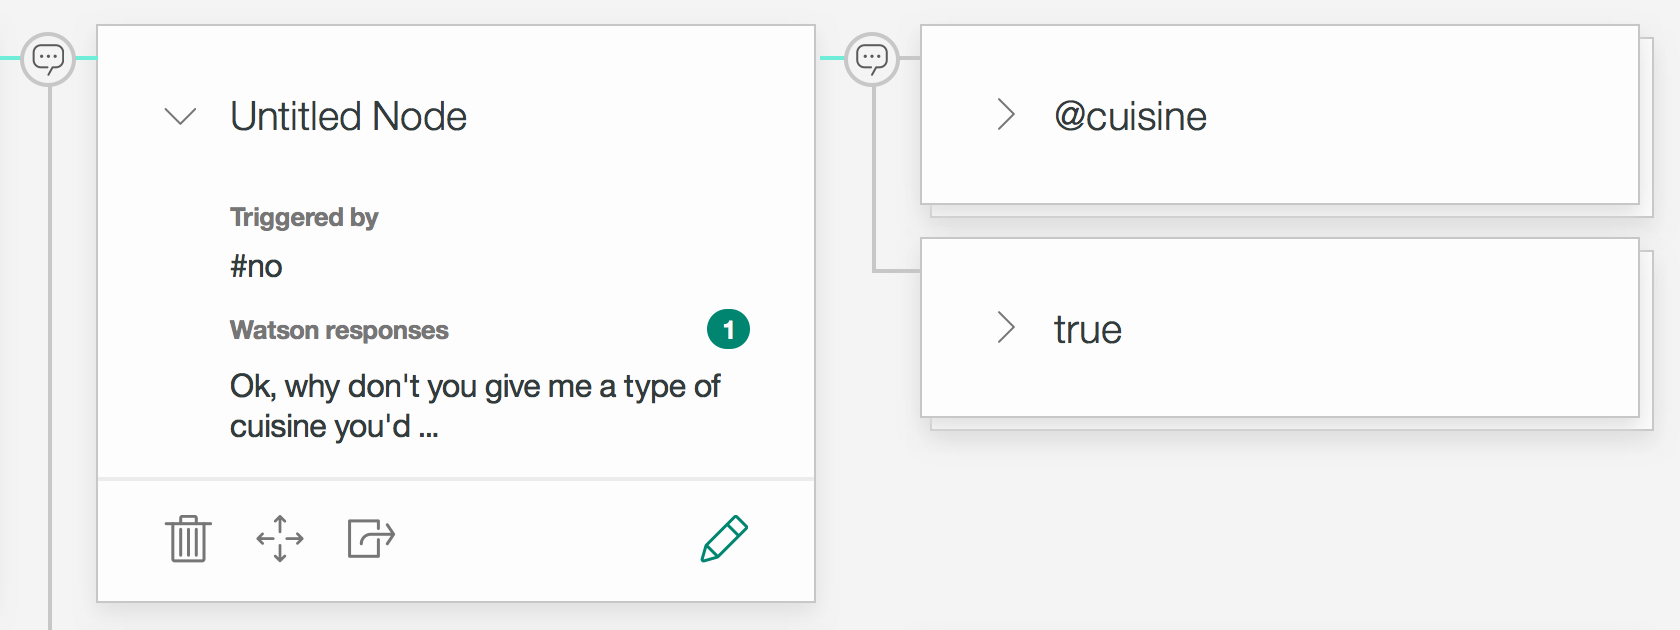 Untitled Node
Triggered by
#no
Watson responses
1
Ok, why don't you give me a type of
cuisine you'd ...
@cuisine
true